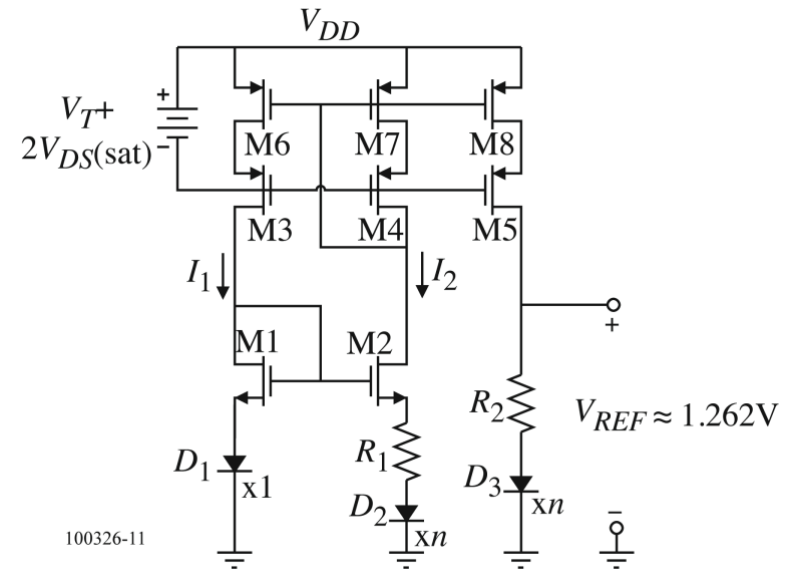 VDD
+
VT+
2VDS(sat)
−
M6
M7
M8
M3
M4
M5
I1
I2
+
M1
M2
R2
VREF ≈ 1.262V
R1
D1
x1
D3
xn
D2
xn
−
100326-11